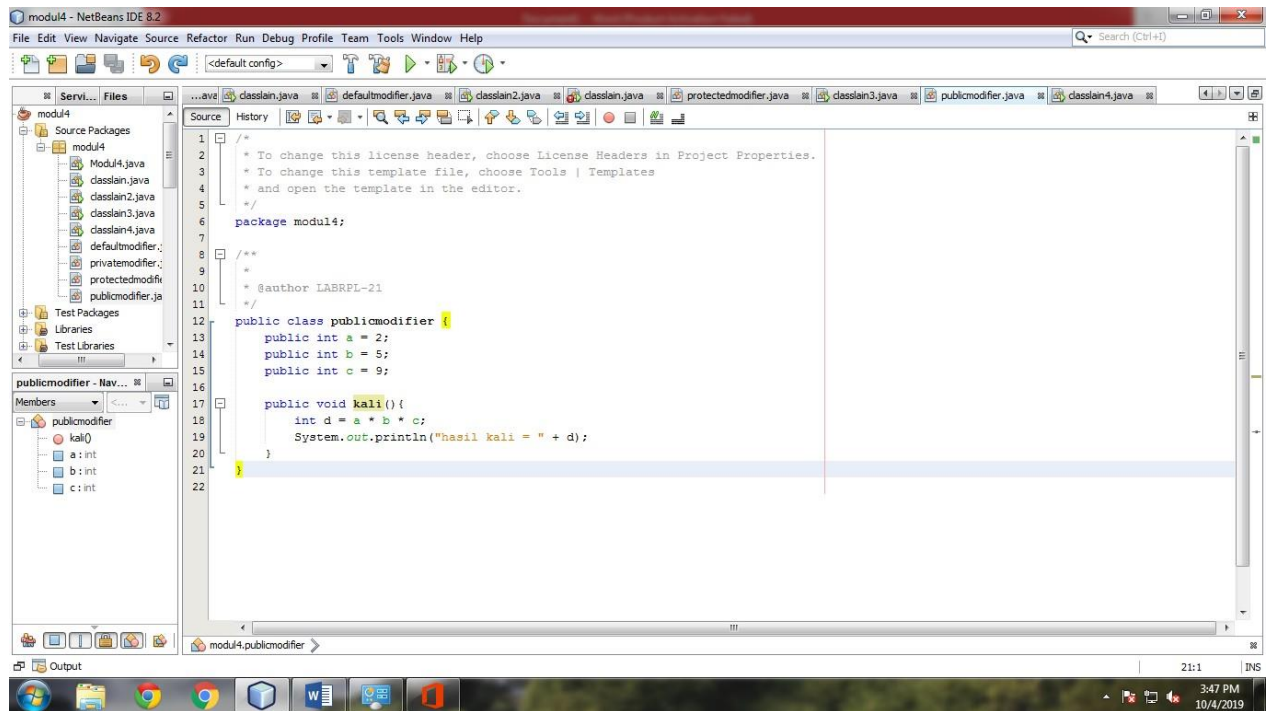 modul4 - NetBeans IDE 8.2
File Edit View Navigate Source Refactor Run Debug Profile Team Tools Window Help
Search (Ctrl+I)
<default config>
Servi... Files
...ava classlain.java defaultmodifier.java classlain2.java classlain.java protectedmodifier.java classlain3.java publicmodifier.java classlain4.java
Source History
modul4
Source Packages
modul4
Modul4.java
classlain.java
classlain2.java
classlain3.java
classlain4.java
defaultmodifier.j
privatemodifier.j
protectedmodifie
publicmodifier.ja
Test Packages
Libraries
Test Libraries
publicmodifier - Nav...
Members <...
publicmodifier
kali()
a : int
b : int
c : int
1 /*
2 * To change this license header, choose License Headers in Project Properties.
3 * To change this template file, choose Tools | Templates
4 * and open the template in the editor.
5 */
6 package modul4;
7
8 /**
9 *
10 * @author LABRPL-21
11 */
12 public class publicmodifier {
13 public int a = 2;
14 public int b = 5;
15 public int c = 9;
16
17 public void kali(){
18 int d = a * b * c;
19 System.out.println("hasil kali = " + d);
20 }
21 }
22
modul4.publicmodifier
Output
21:1 INS
3:47 PM
10/4/2019